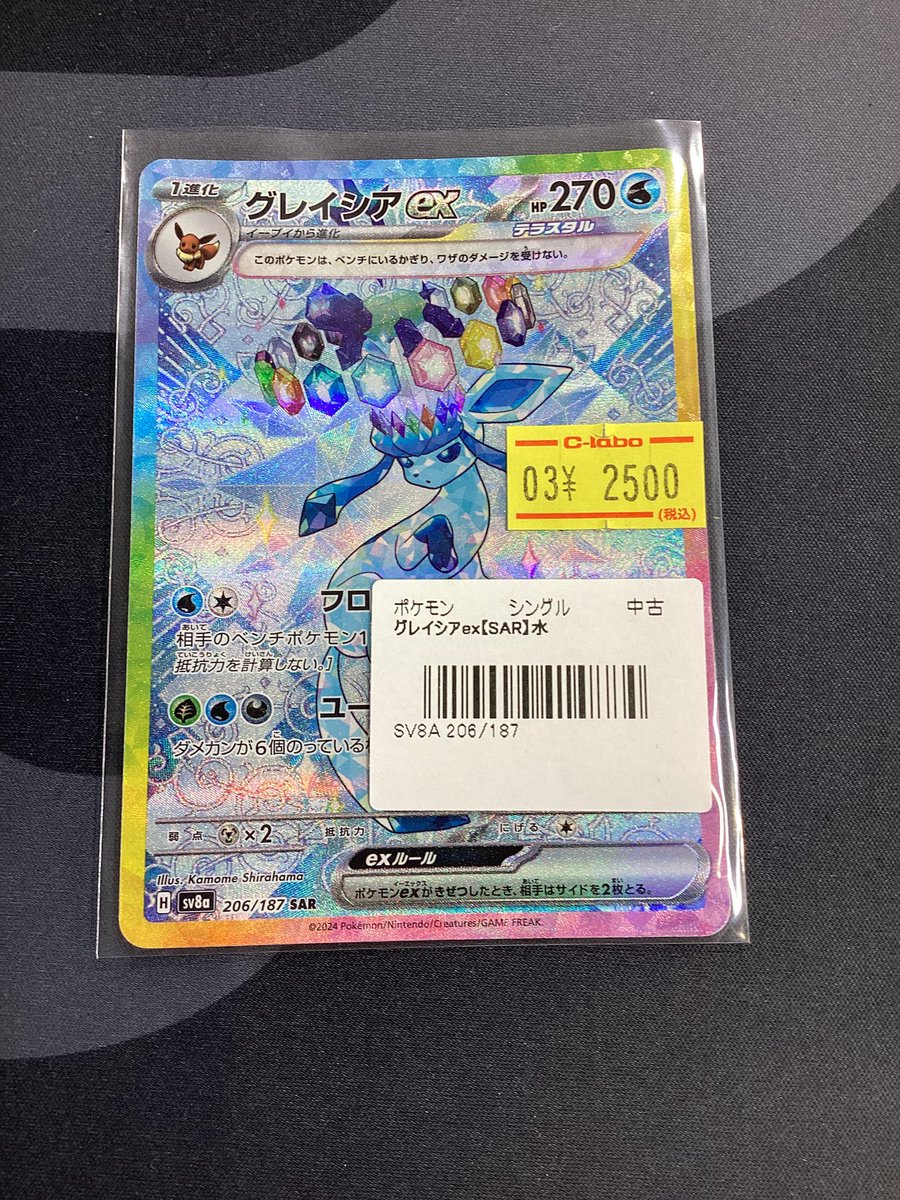 1進化
グレイシアex
HP270
イーブイから進化
テラスタル
このポケモンは、ベンチにいるかぎり、ワザのダメージを受けない。
C-labo
03¥ 2500
(税込)
フロ
相手のベンチポケモン1
抵抗力を計算しない。]
ポケモン シングル 中古
グレイシアex【SAR】水
SV8A 206/187
ユー
ダメカンが6個のっている
弱点 ×2 抵抗力 にげる
exルール
ポケモンexがきぜつしたとき、相手はサイドを2枚とる。
Illus. Kamome Shirahama
H sv8a 206/187 SAR
©2024 Pokémon/Nintendo/Creatures/GAME FREAK.